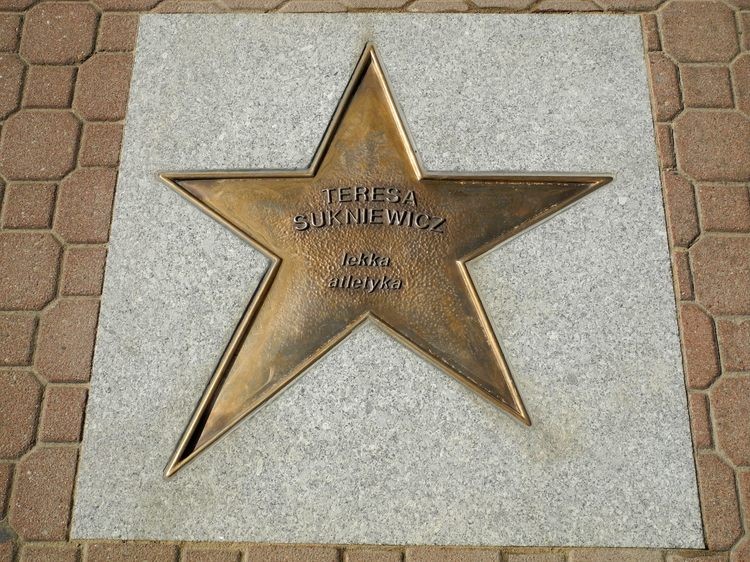 TERESA
SUKNIEWICZ
lekka
atletyka